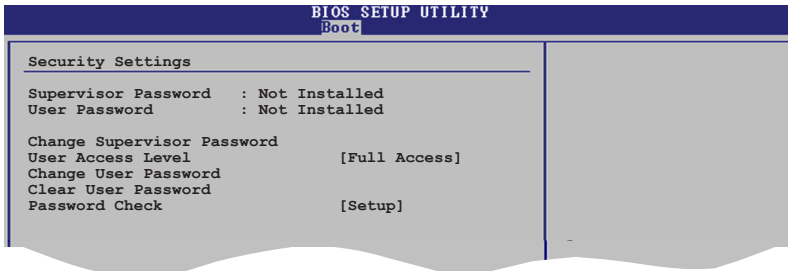 BIOS SETUP UTILITY
Boot
Security Settings
Supervisor Password : Not Installed
User Password : Not Installed
Change Supervisor Password
User Access Level [Full Access]
Change User Password
Clear User Password
Password Check [Setup]